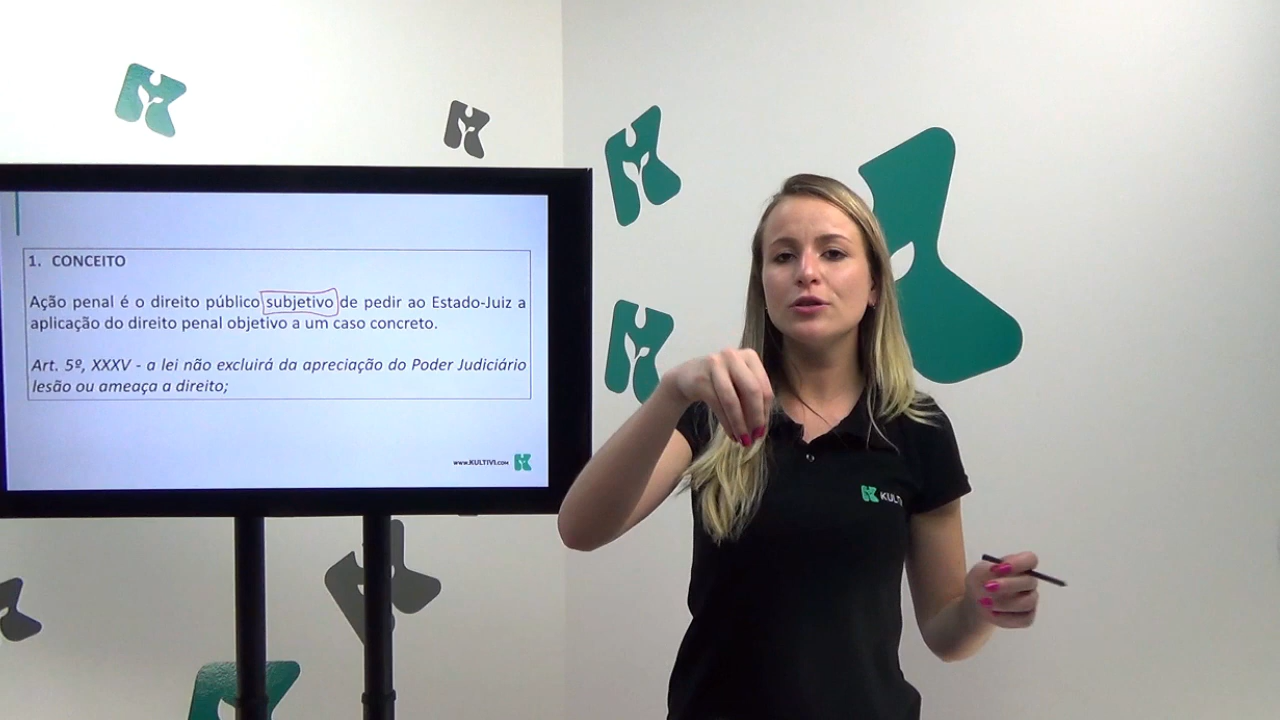 1. CONCEITO
Ação penal é o direito público subjetivo de pedir ao Estado-Juiz a
aplicação do direito penal objetivo a um caso concreto.
Art. 5º, XXXV - a lei não excluirá da apreciação do Poder Judiciário
lesão ou ameaça a direito;
www.KULTIVI.com